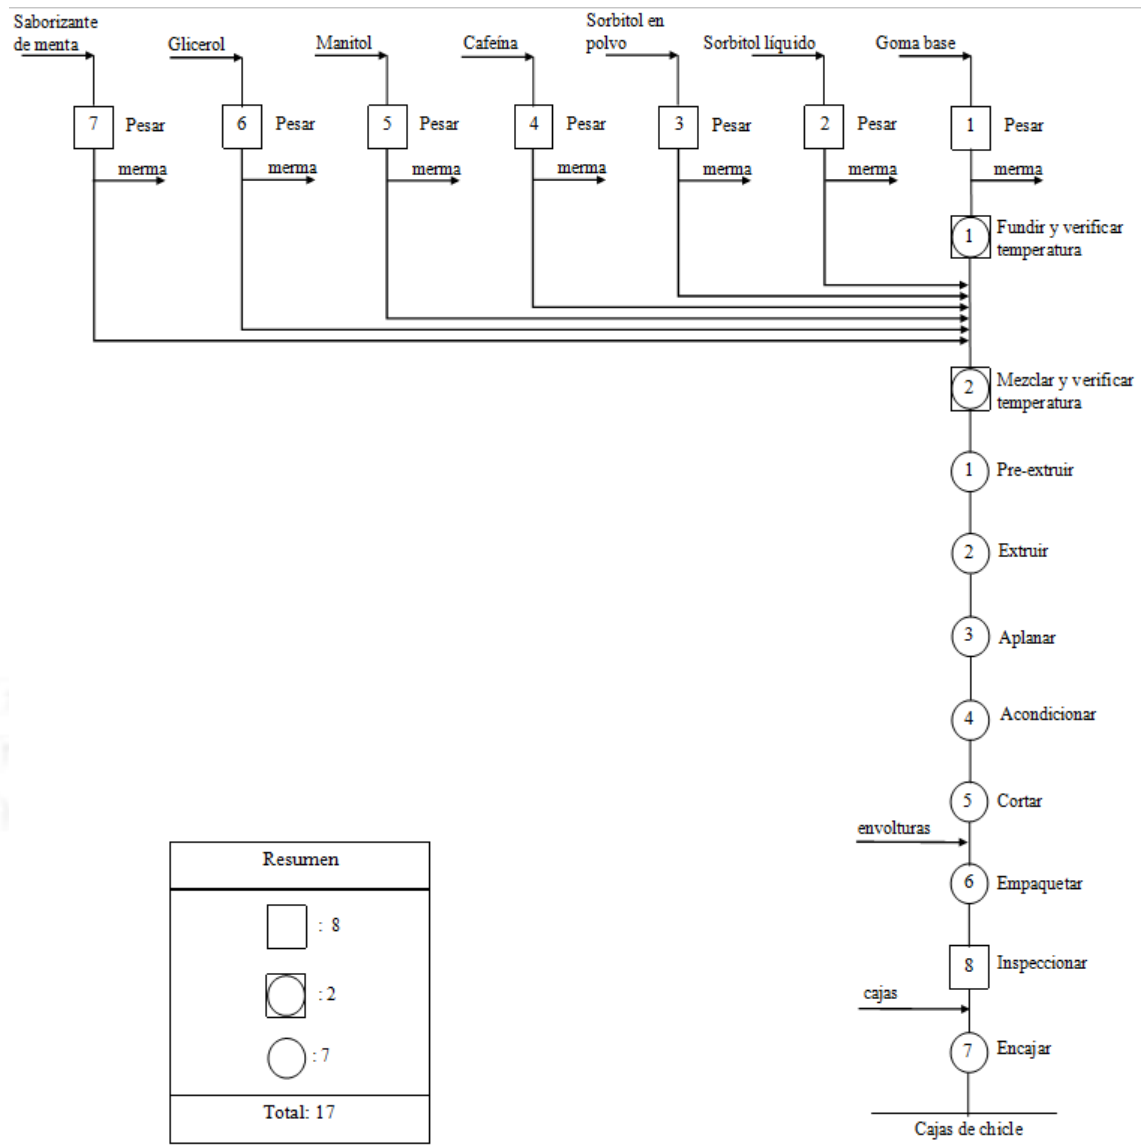 Saborizante
de menta
Glicerol
Manitol
Cafeína
Sorbitol en
polvo
Sorbitol líquido
Goma base
7 Pesar
6 Pesar
5 Pesar
4 Pesar
3 Pesar
2 Pesar
1 Pesar
merma
merma
merma
merma
merma
merma
merma
1 Fundir y verificar
temperatura
2 Mezclar y verificar
temperatura
1 Pre-extruir
2 Extruir
3 Aplanar
4 Acondicionar
5 Cortar
envolturas
6 Empaquetar
8 Inspeccionar
cajas
7 Encajar
Cajas de chicle
Resumen
: 8
: 2
: 7
Total: 17